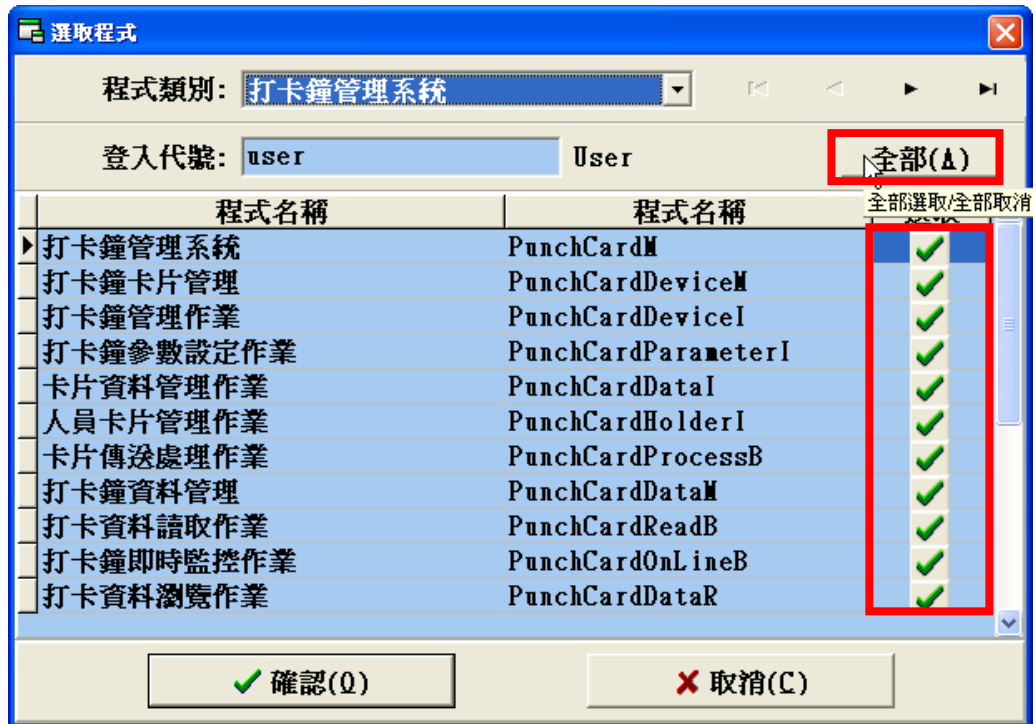 選取程式
程式類別: 打卡鐘管理系統
登入代號: user User 全部(A)
全部選取/全部取消
程式名稱 程式名稱
打卡鐘管理系統 PunchCardM
打卡鐘卡片管理 PunchCardDeviceM
打卡鐘管理作業 PunchCardDeviceI
打卡鐘參數設定作業 PunchCardParameterI
卡片資料管理作業 PunchCardDataI
人員卡片管理作業 PunchCardHolderI
卡片傳送處理作業 PunchCardProcessB
打卡鐘資料管理 PunchCardDataM
打卡資料讀取作業 PunchCardReadB
打卡鐘即時監控作業 PunchCardOnLineB
打卡資料瀏覽作業 PunchCardDataR
確認(O) 取消(C)